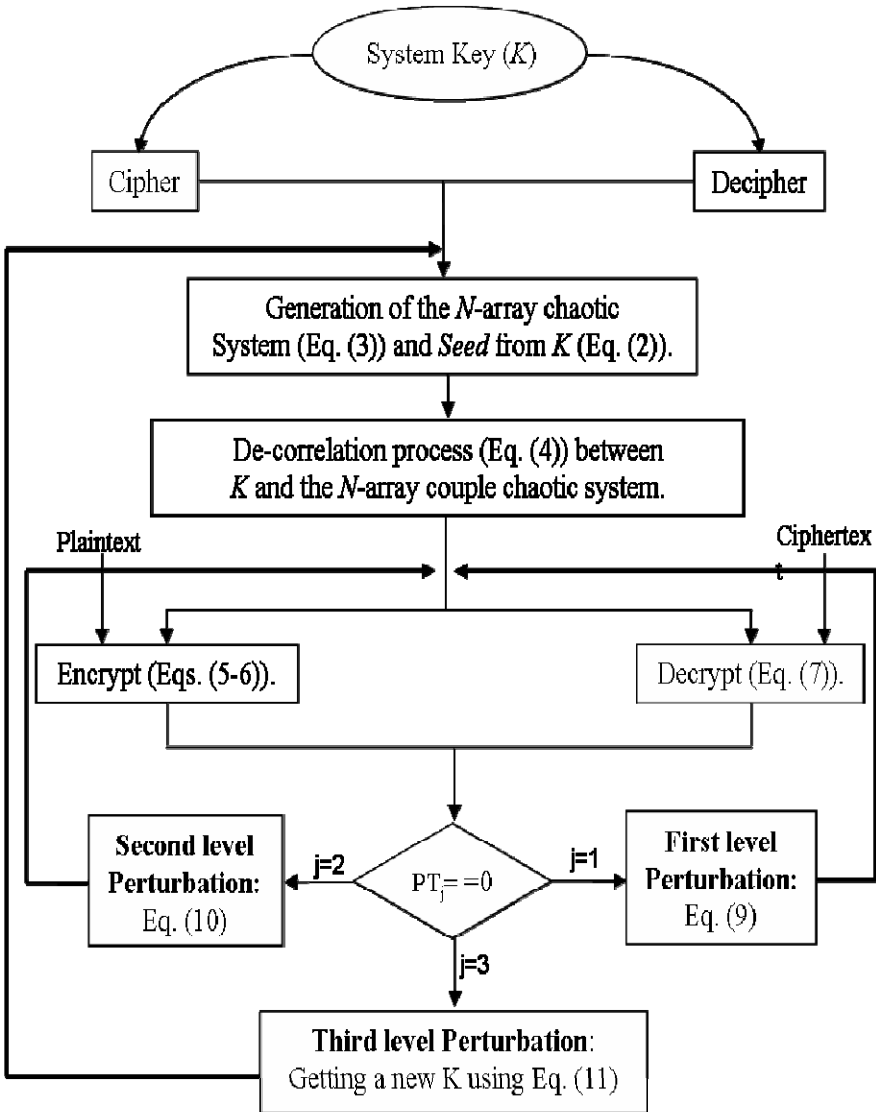 System Key (K)
Cipher
Decipher
Generation of the N-array chaotic
System (Eq. (3)) and Seed from K (Eq. (2)).
De-correlation process (Eq. (4)) between
K and the N-array couple chaotic system.
Plaintext
Ciphertex
t
Encrypt (Eqs. (5-6)).
Decrypt (Eq. (7)).
Second level
Perturbation:
Eq. (10)
j=2
PTj= =0
j=1
First level
Perturbation:
Eq. (9)
j=3
Third level Perturbation:
Getting a new K using Eq. (11)